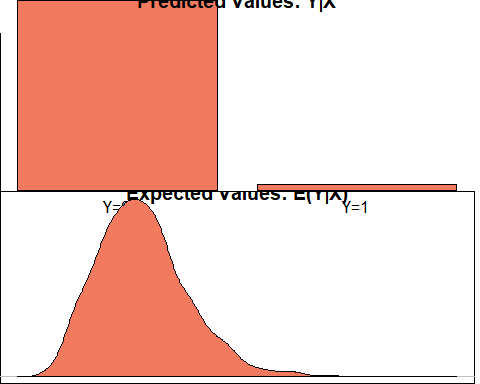 Predicted Values: Y|X
Expected Values: E(Y|X)
Y=
Y=1